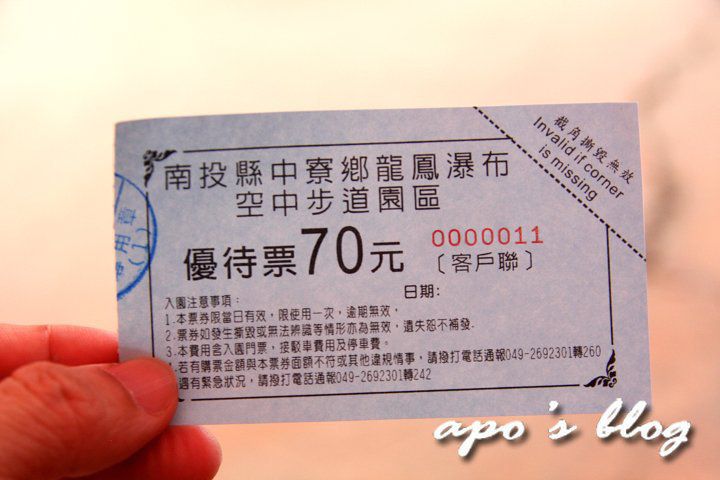 截角撕毀無效
Invalid if corner
is missing
南投縣中寮鄉龍鳳瀑布
空中步道園區
優待票70元
0000011
〔客戶聯〕
用章
(1)
日期:
入園注意事項:
1.本票券限當日有效,限使用一次,逾期無效.
2.票券如發生撕毀或無法辨識等情形亦為無效,遺失恕不補發.
3.本費用含入園門票,接駁車費用及停車費。
.若有購票金額與本票券面額不符或其他違規情事,請撥打電話通報049-2692301轉260
遇有緊急狀況,請撥打電話通報049-2692301轉242
apo's blog